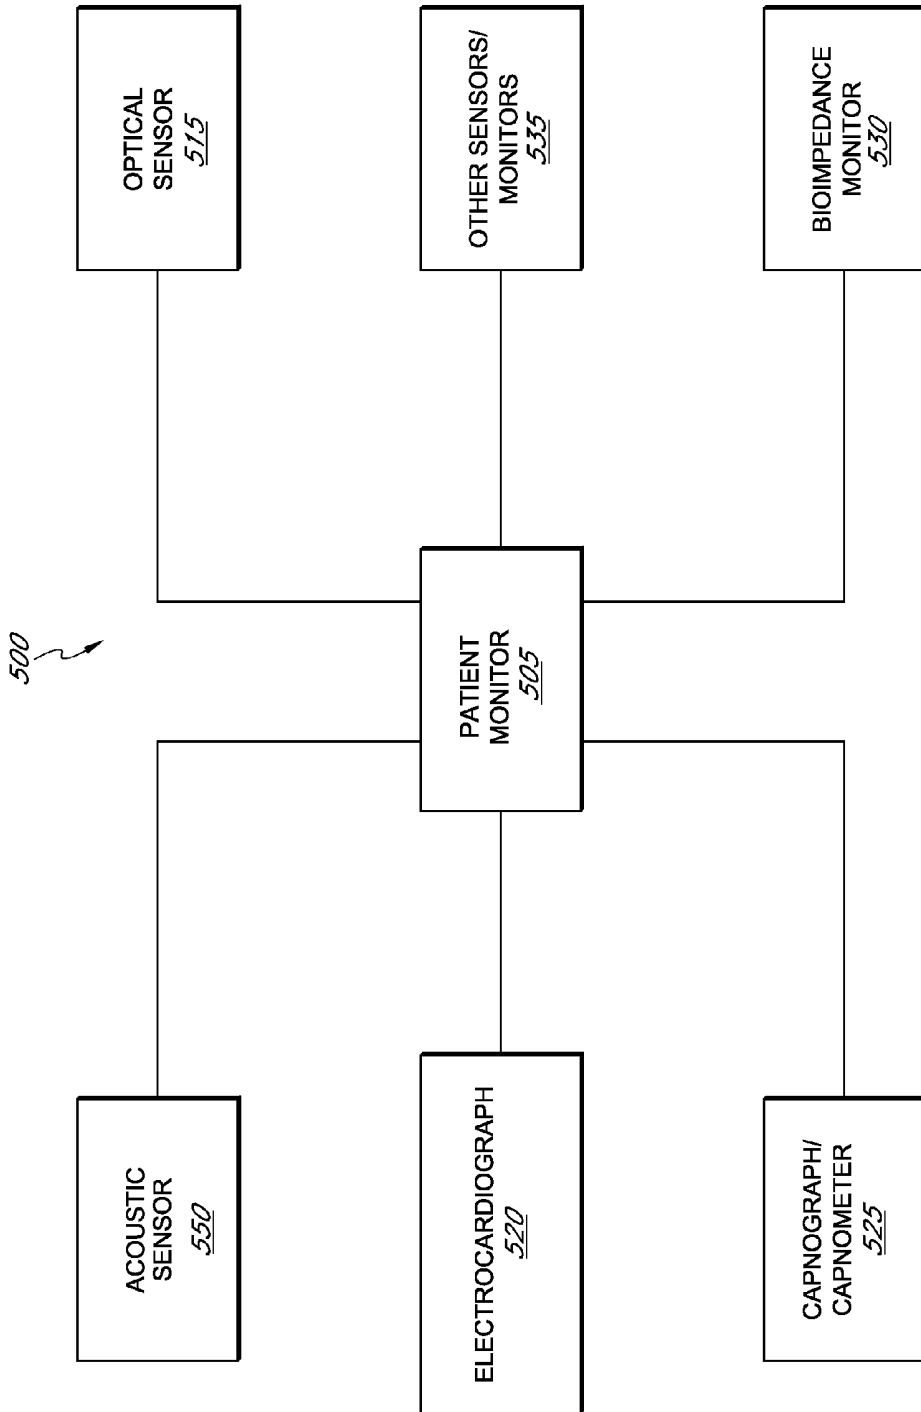 500
ACOUSTIC
SENSOR
550
OPTICAL
SENSOR
515
ELECTROCARDIOGRAPH
520
PATIENT
MONITOR
505
OTHER SENSORS/
MONITORS
535
CAPNOGRAPH/
CAPNOMETER
525
BIOIMPEDANCE
MONITOR
530